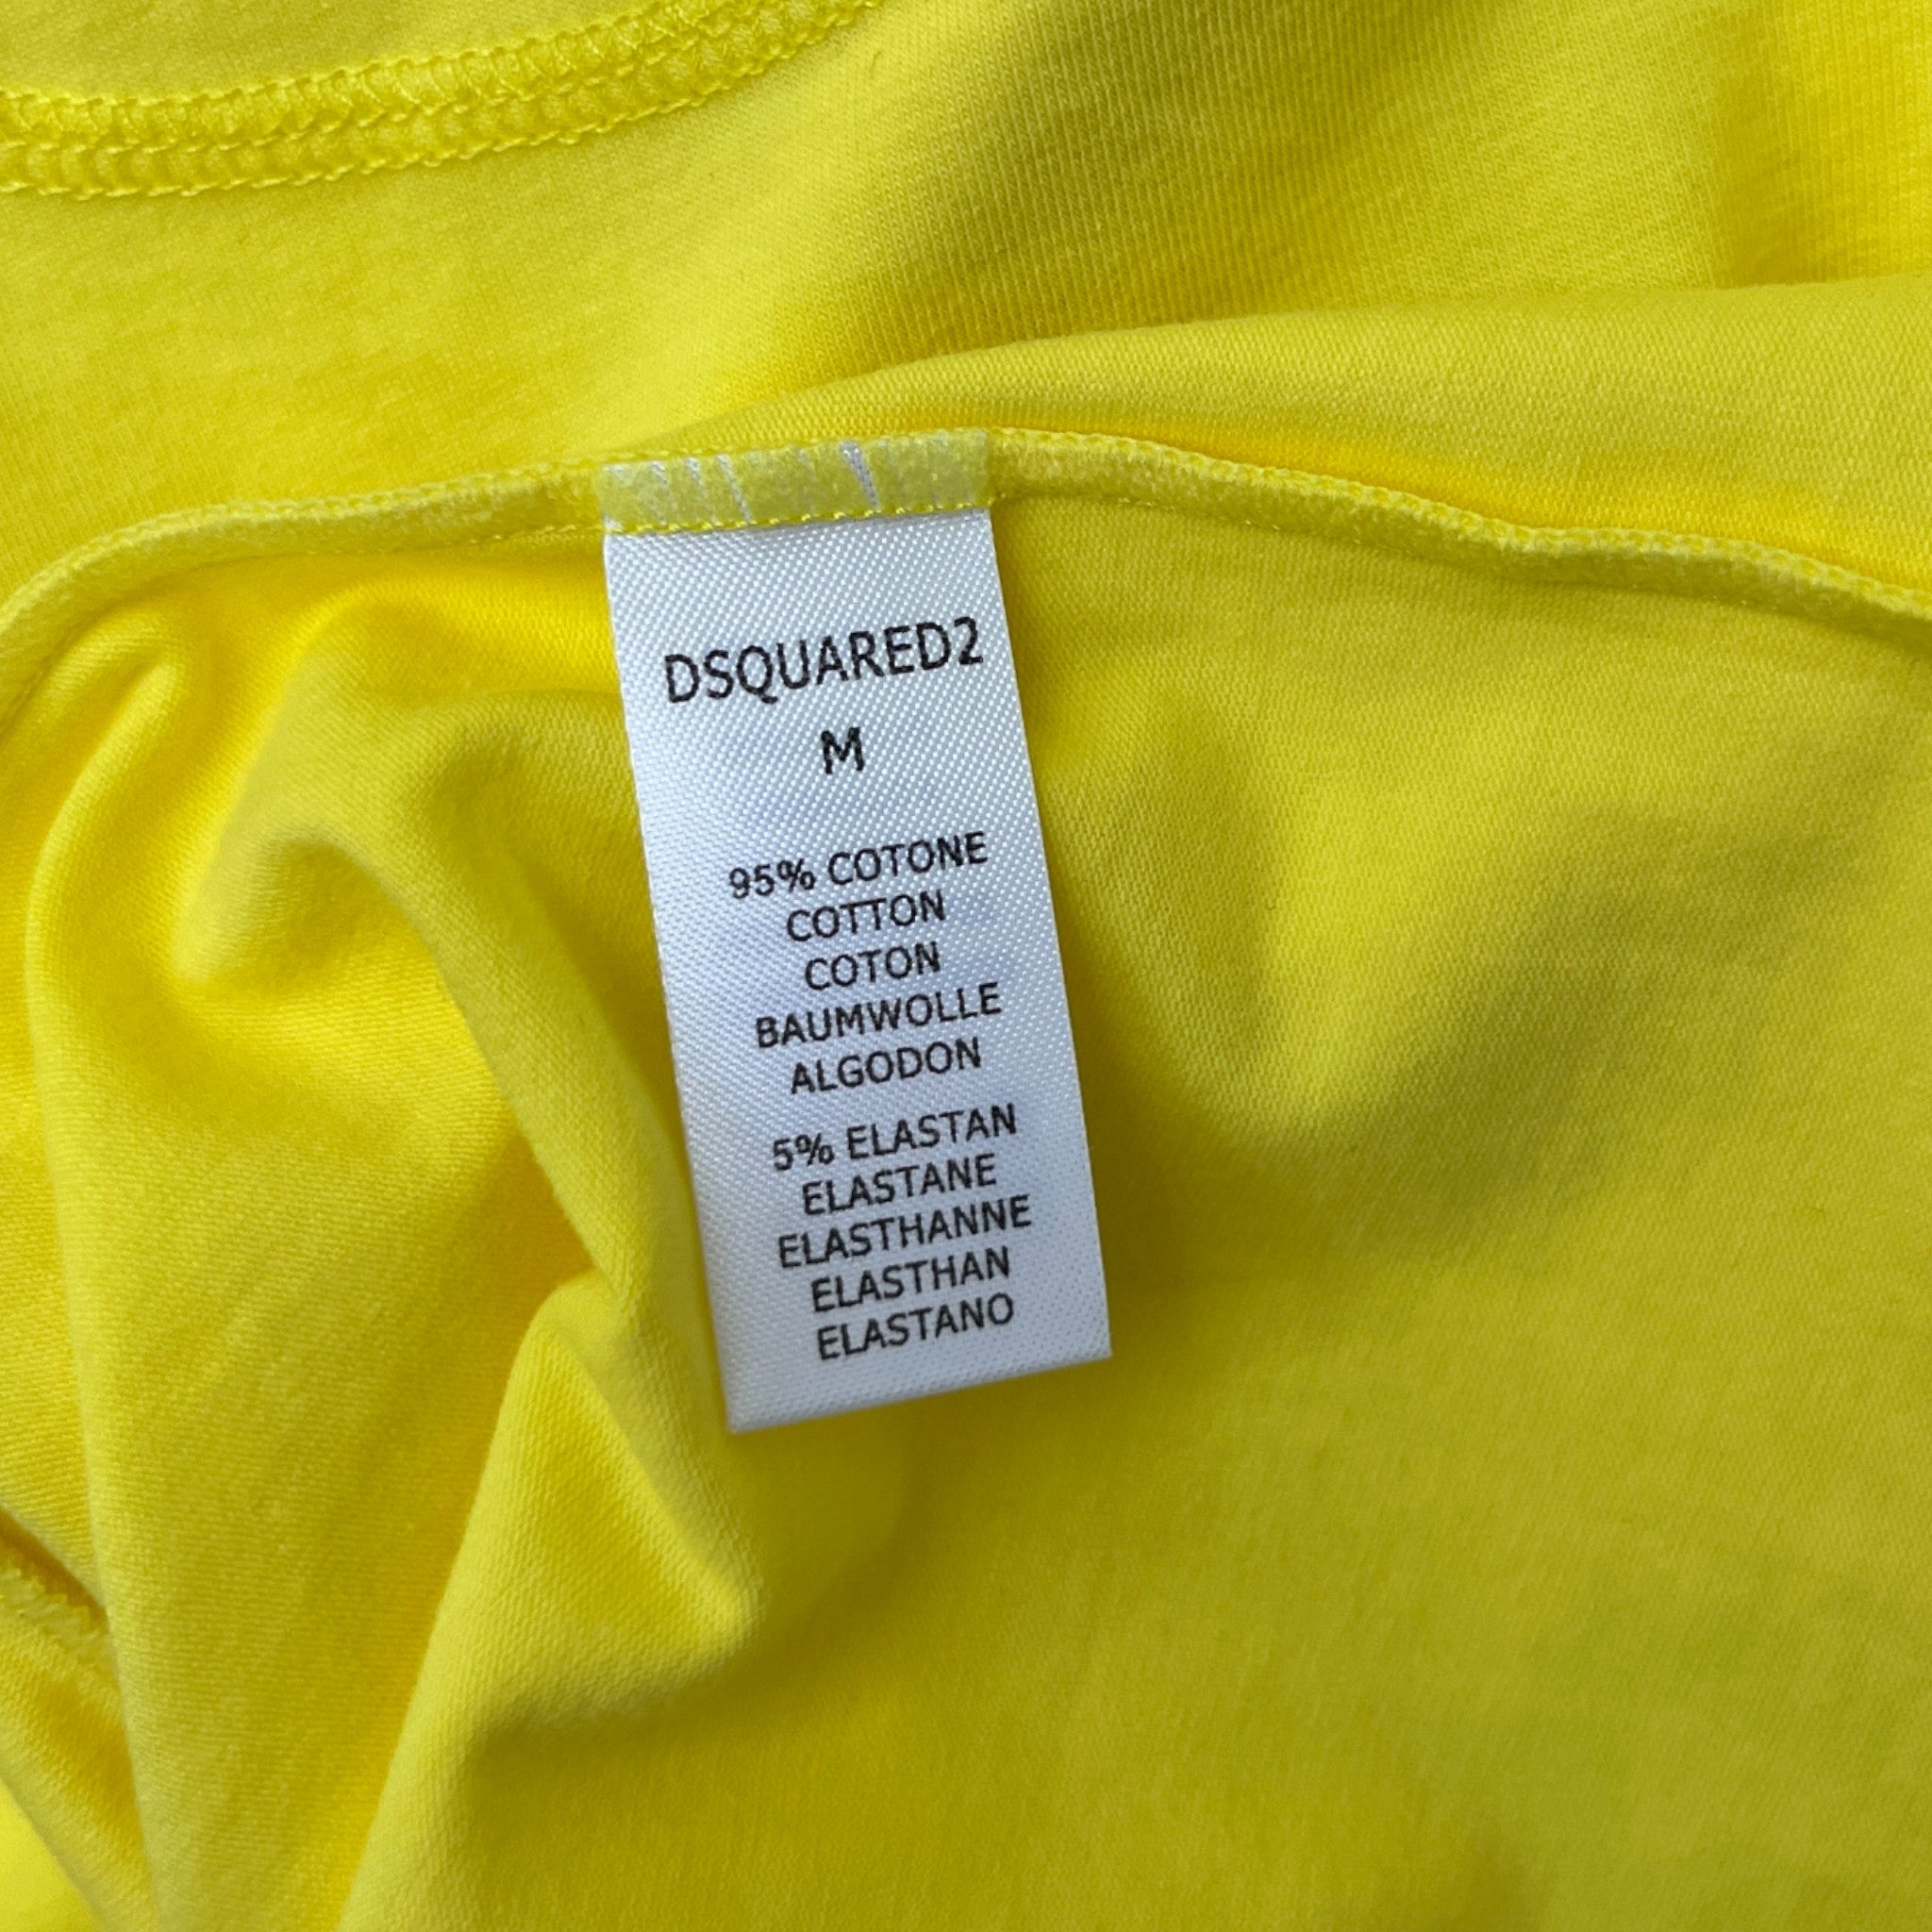 DSQUARED2
M
95% COTONE
COTTON
COTON
BAUMWOLLE
ALGODON
5% ELASTAN
ELASTANE
ELASTHANNE
ELASTHAN
ELASTANO